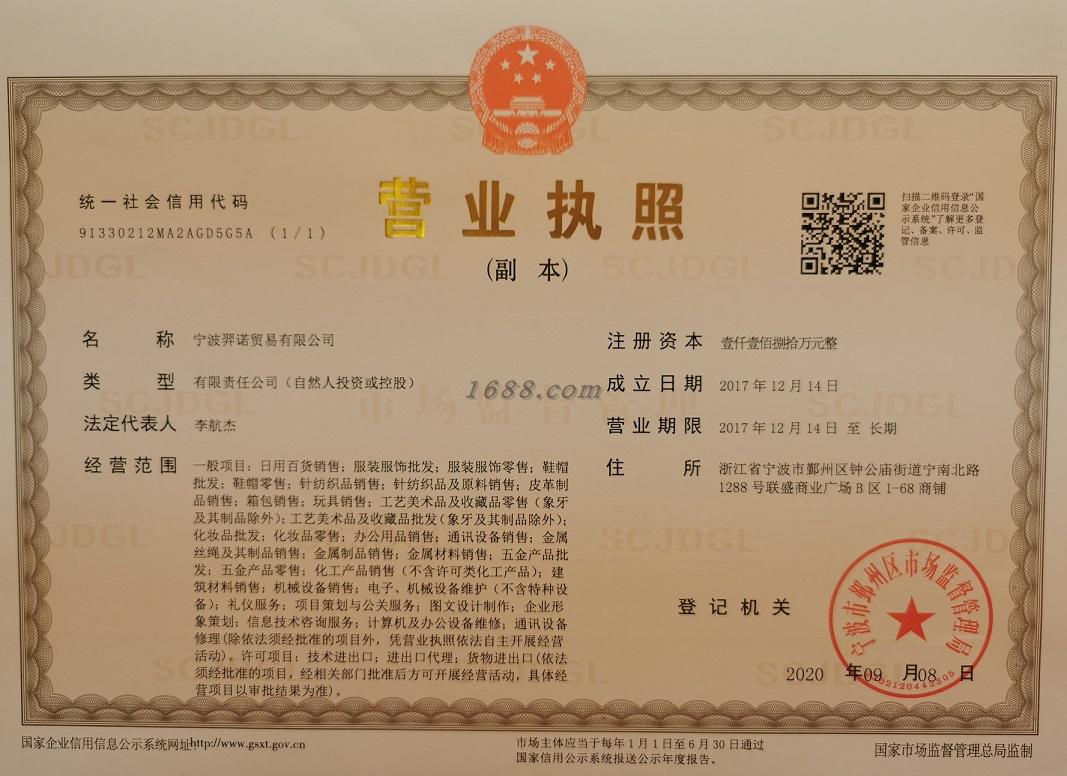 统一社会信用代码
91330212MA2AGD5G5A (1/1)
营业执照
(副 本)
扫描二维码登录“国
家企业信用信息公
示系统”了解更多登
记、备案、许可、监
管信息
名 称 宁波羿诺贸易有限公司
类 型 有限责任公司(自然人投资或控股)
法定代表人 李航杰
经营范围 一般项目:日用百货销售;服装服饰批发;服装服饰零售;鞋帽
批发;鞋帽零售;针纺织品销售;针纺织品及原料销售;皮革制
品销售;箱包销售;玩具销售;工艺美术品及收藏品零售(象牙
及其制品除外);工艺美术品及收藏品批发(象牙及其制品除外);
化妆品批发;化妆品零售;办公用品销售;通讯设备销售;金属
丝绳及其制品销售;金属制品销售;金属材料销售;五金产品批
发;五金产品零售;化工产品销售(不含许可类化工产品);建
筑材料销售;机械设备销售;电子、机械设备维护(不含特种设
备);礼仪服务;项目策划与公关服务;图文设计制作;企业形
象策划;信息技术咨询服务;计算机及办公设备维修;通讯设备
修理(除依法须经批准的项目外,凭营业执照依法自主开展经营
活动)。许可项目:技术进出口;进出口代理;货物进出口(依法
须经批准的项目,经相关部门批准后方可开展经营活动,具体经
营项目以审批结果为准)。
注册资本 壹仟壹佰捌拾万元整
成立日期 2017年12月14日
营业期限 2017年12月14日 至 长期
住 所 浙江省宁波市鄞州区钟公庙街道宁南北路
1288号联盛商业广场B区1-68商铺
1688.com
登记机关
宁波市鄞州区市场监督管理局
2020 年09 月08 日
国家企业信用信息公示系统网址http://www.gsxt.gov.cn
市场主体应当于每年1月1日至6月30日通过
国家信用公示系统报送公示年度报告。
国家市场监督管理总局监制